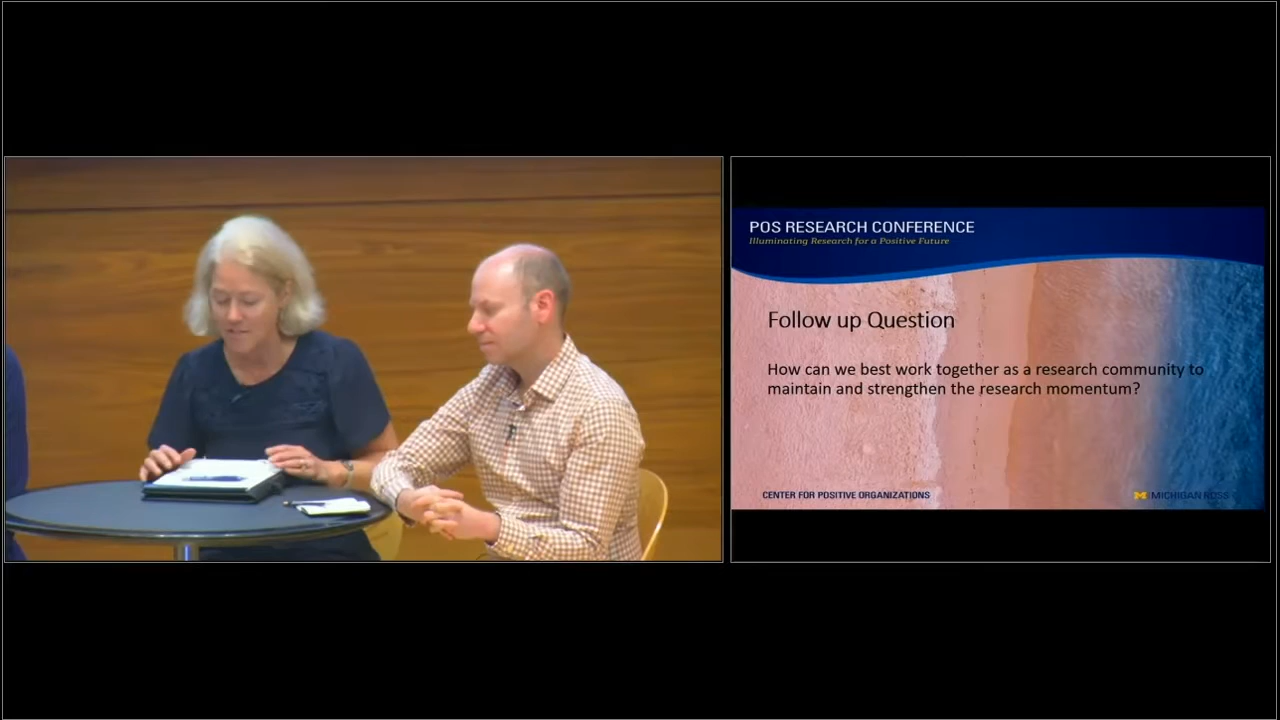 POS RESEARCH CONFERENCE
Illuminating Research for a Positive Future
Follow up Question
How can we best work together as a research community to
maintain and strengthen the research momentum?
CENTER FOR POSITIVE ORGANIZATIONS
M MICHIGAN ROSS